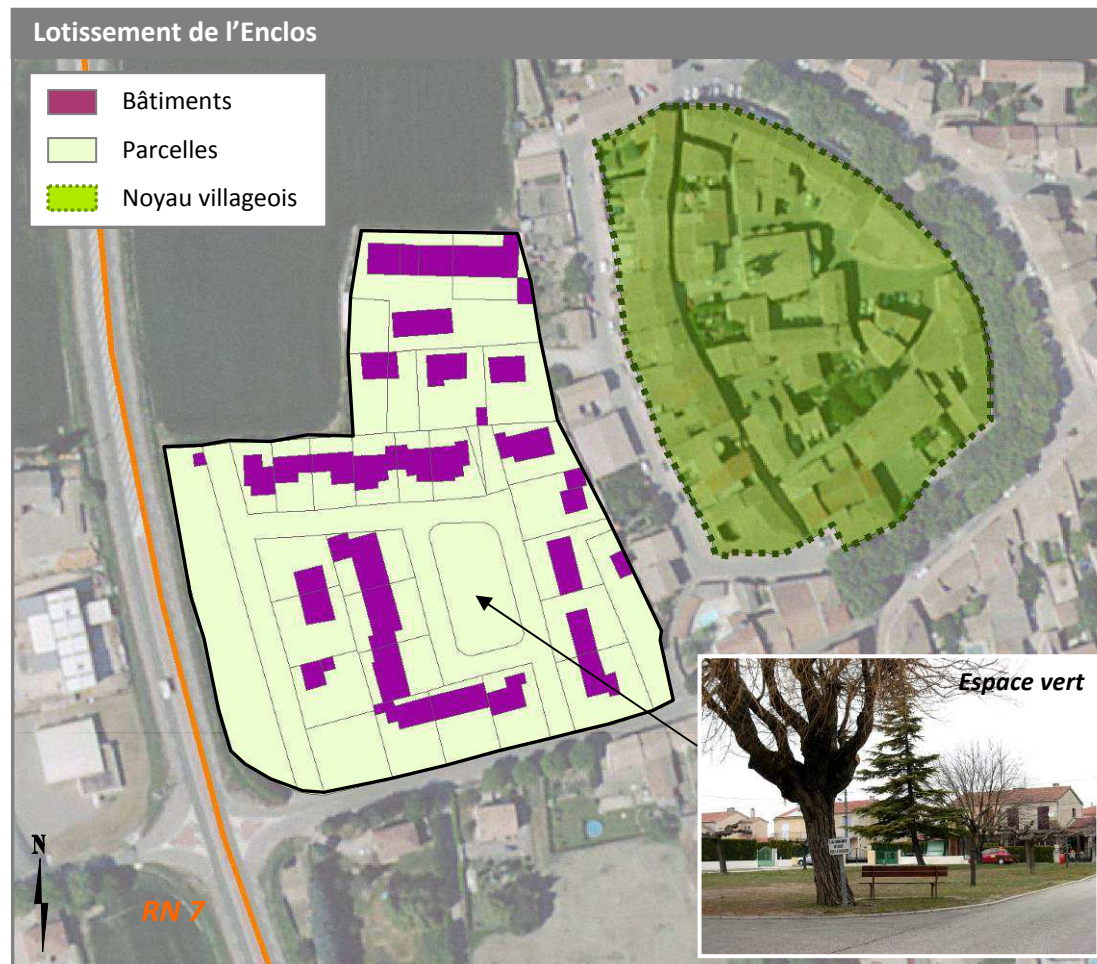 Lotissement de l’Enclos
Bâtiments
Parcelles
Noyau villageois
Espace vert
N
RN 7